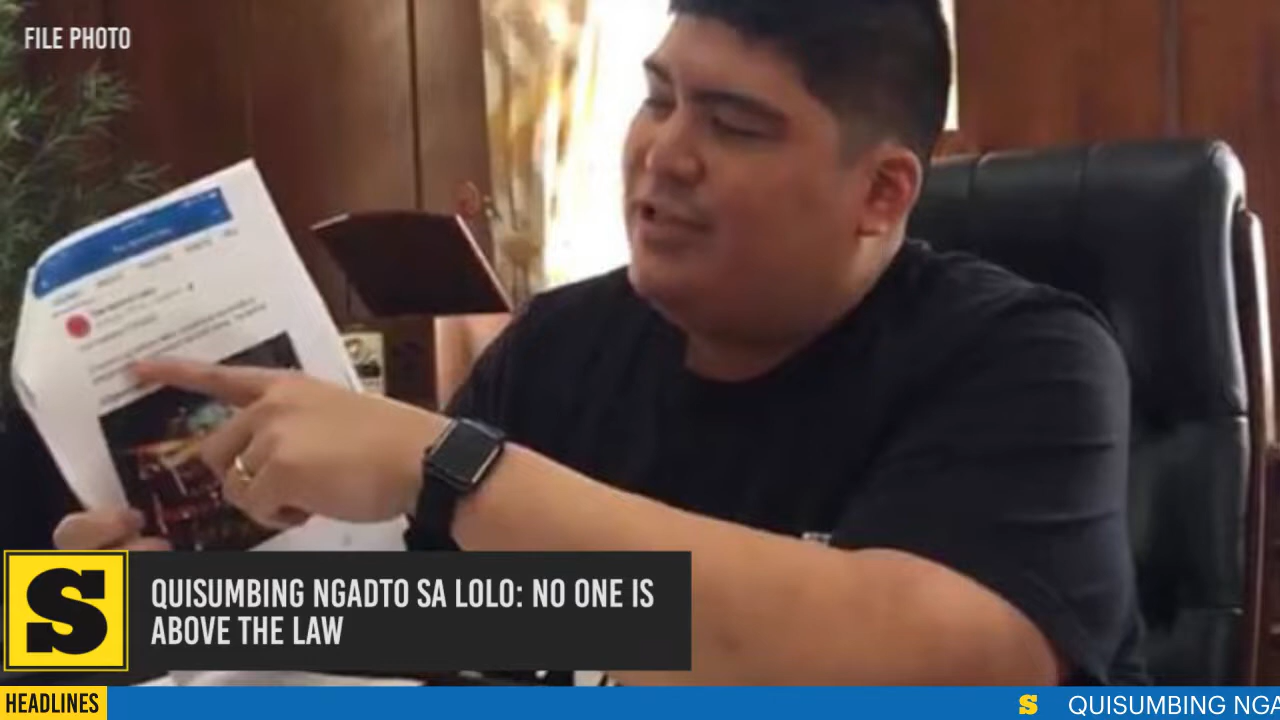 FILE PHOTO
S
QUISUMBING NGADTO SA LOLO: NO ONE IS
ABOVE THE LAW
HEADLINES
S QUISUMBING NGA